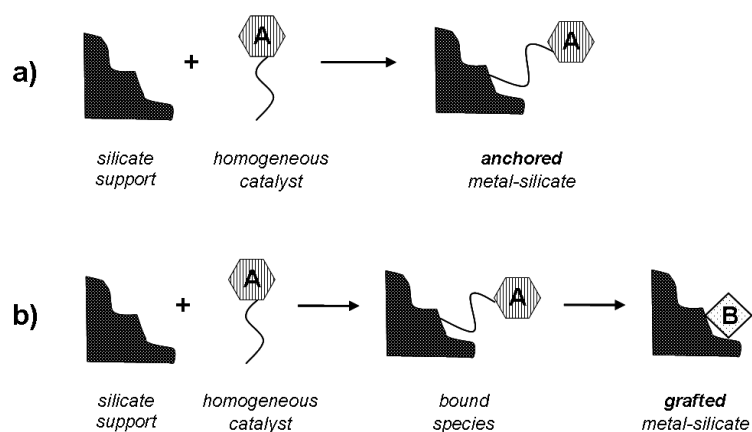 a)
+
A
A
silicate
support
homogeneous
catalyst
anchored
metal-silicate
b)
+
A
A
B
silicate
support
homogeneous
catalyst
bound
species
grafted
metal-silicate